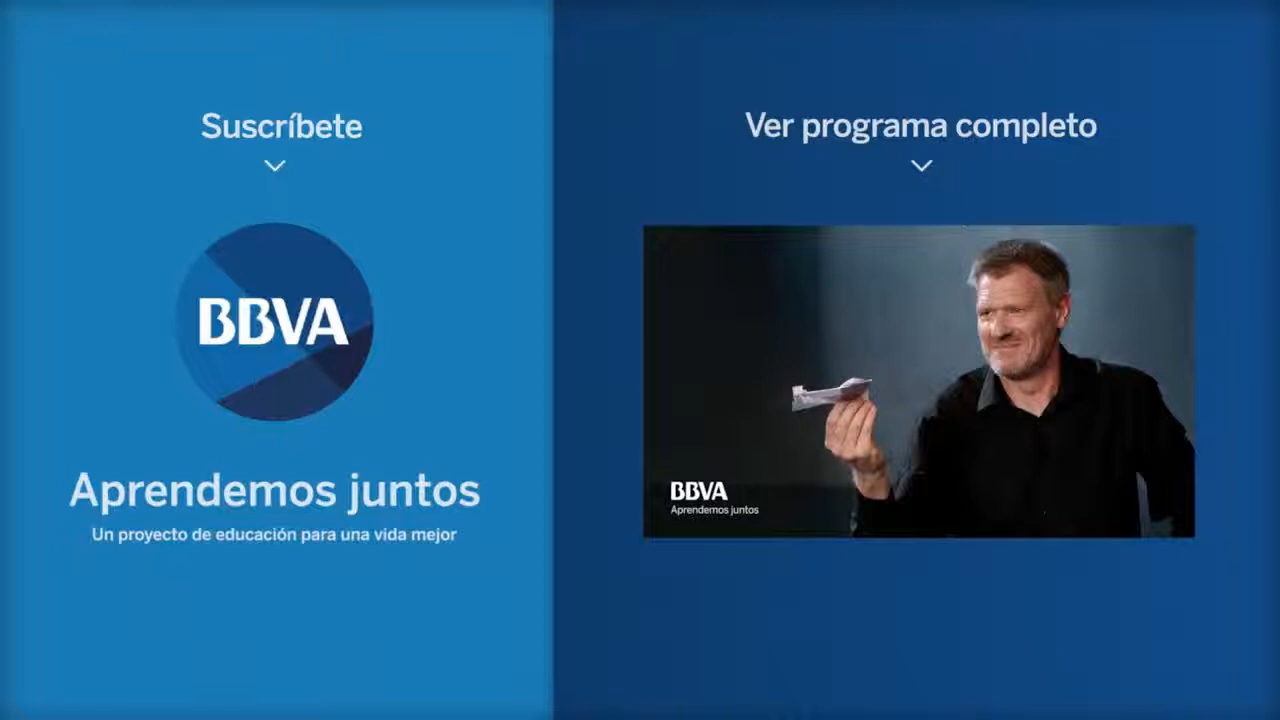 Suscríbete
BBVA
Aprendemos juntos
Un proyecto de educación para una vida mejor
Ver programa completo
BBVA
Aprendemos juntos